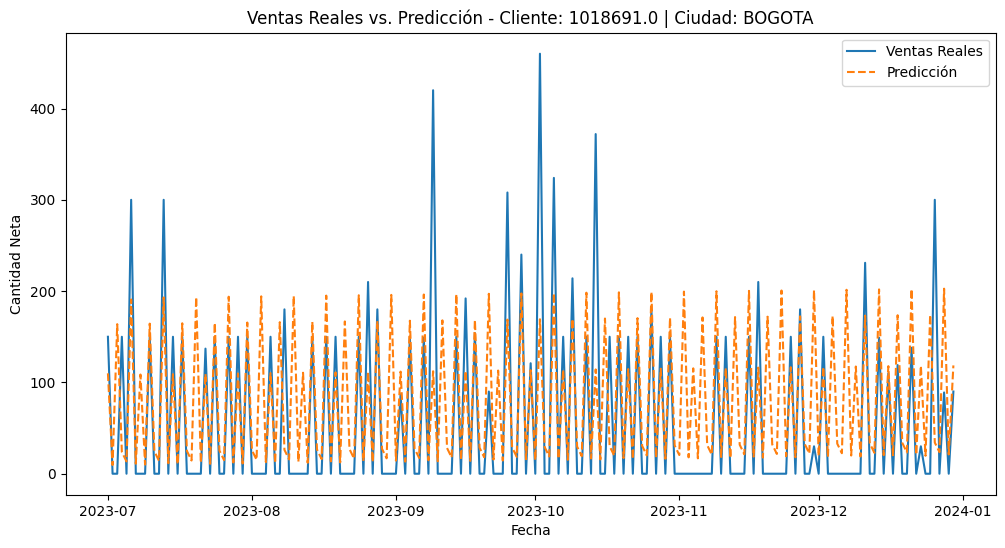 Ventas Reales vs. Predicción - Cliente: 1018691.0 | Ciudad: BOGOTA
Ventas Reales
Predicción
Cantidad Neta
400
300
200
100
0
2023-07 2023-08 2023-09 2023-10 2023-11 2023-12 2024-01
Fecha